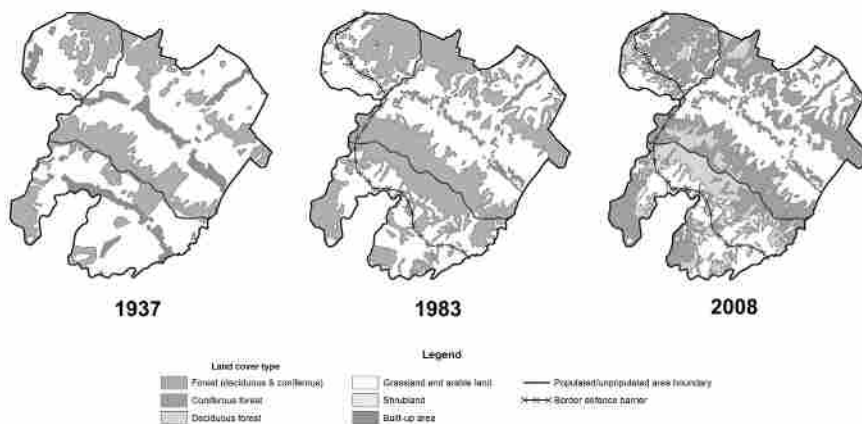 1937
1983
2008
Legend
Land cover type
Forest (deciduous & coniferous)
Coniferous forest
Deciduous forest
Grassland and arable land
Shrubland
Built-up area
Populated/unpopulated area boundary
Border defence barrier